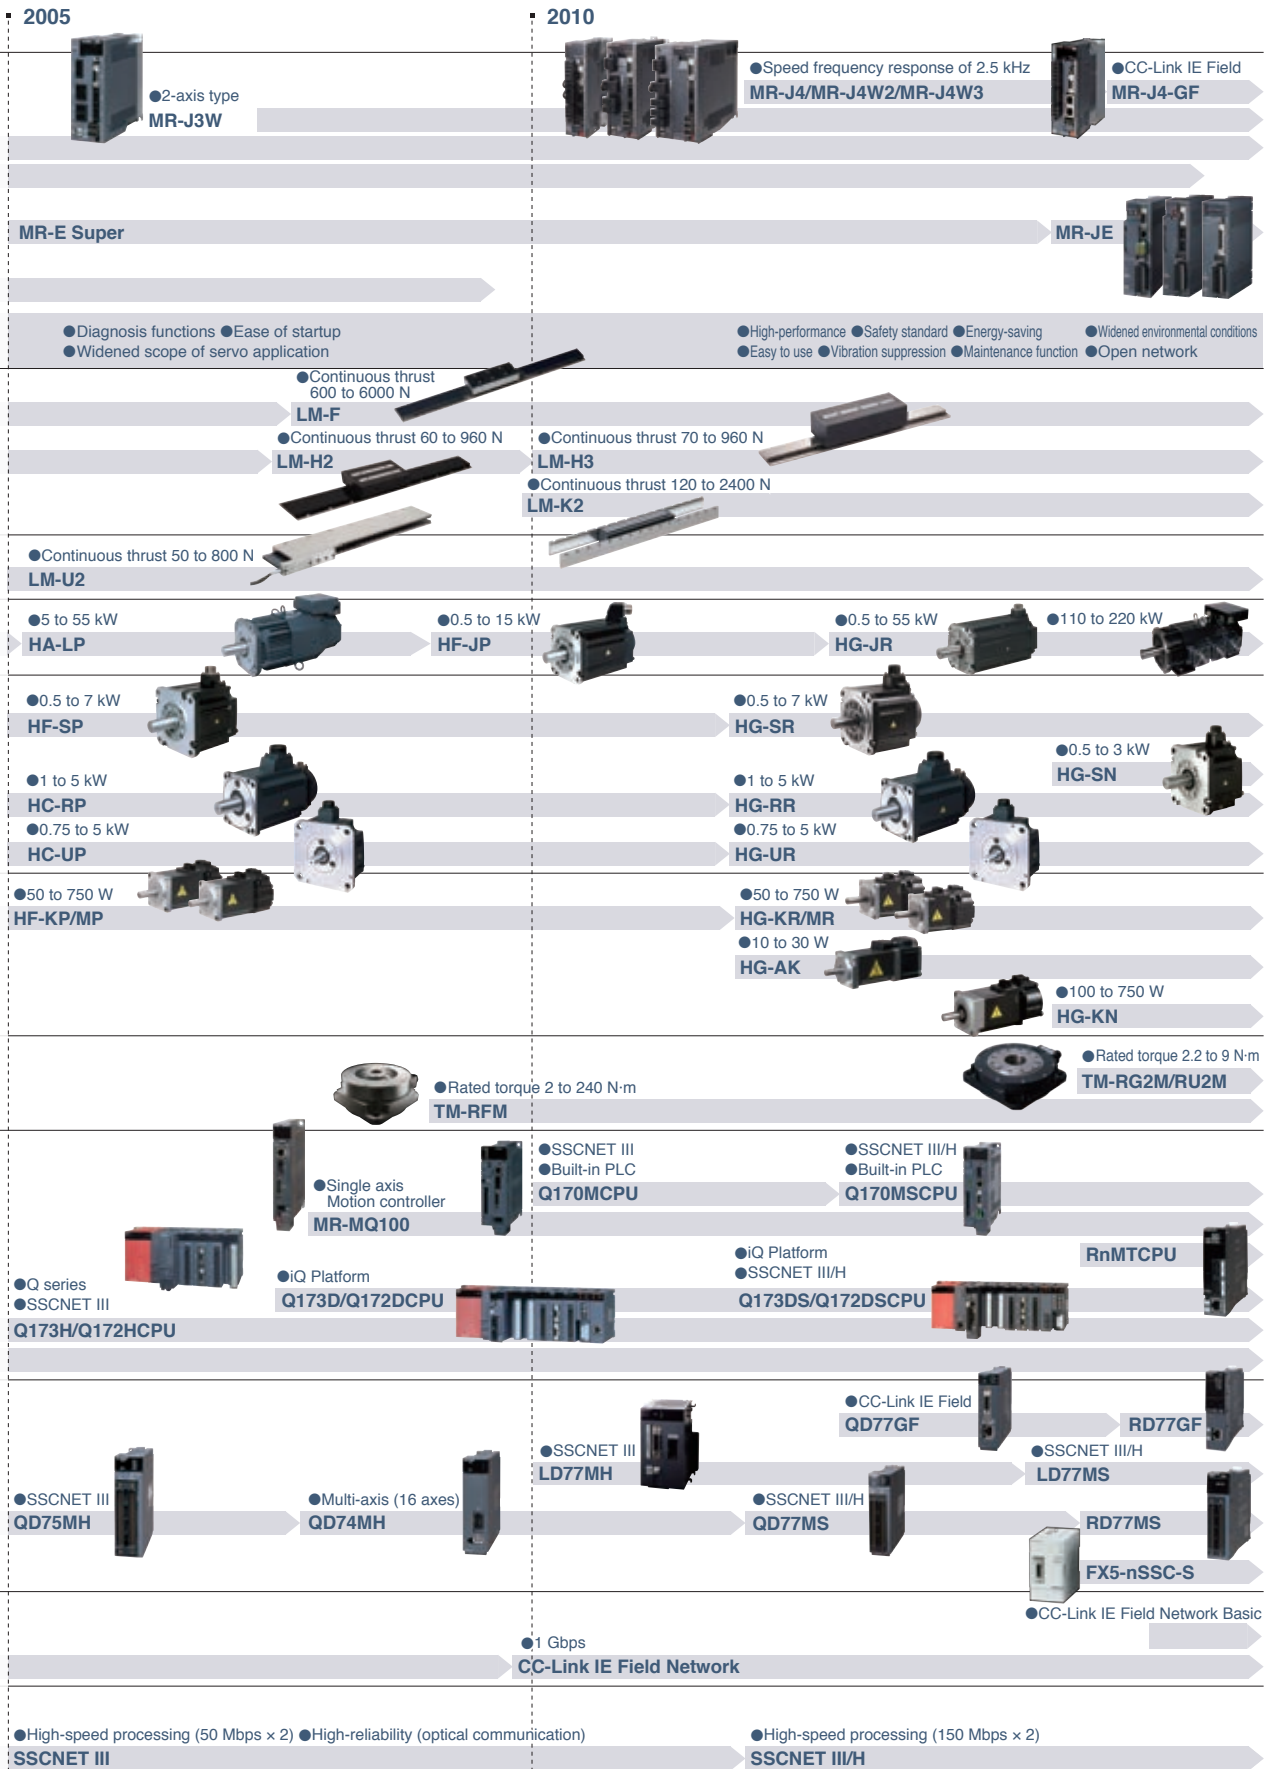 2005
2010
●Speed frequency response of 2.5 kHz
MR-J4/MR-J4W2/MR-J4W3
●CC-Link IE Field
MR-J4-GF
●2-axis type
MR-J3W
MR-E Super
MR-JE
●Diagnosis functions ●Ease of startup
●Widened scope of servo application
●High-performance ●Safety standard ●Energy-saving ●Widened environmental conditions
●Easy to use ●Vibration suppression ●Maintenance function ●Open network
●Continuous thrust
600 to 6000 N
LM-F
●Continuous thrust 60 to 960 N
LM-H2
●Continuous thrust 70 to 960 N
LM-H3
●Continuous thrust 120 to 2400 N
LM-K2
●Continuous thrust 50 to 800 N
LM-U2
●5 to 55 kW
HA-LP
●0.5 to 15 kW
HF-JP
●0.5 to 55 kW
HG-JR
●110 to 220 kW
●0.5 to 7 kW
HF-SP
●0.5 to 7 kW
HG-SR
●0.5 to 3 kW
HG-SN
●1 to 5 kW
HC-RP
●1 to 5 kW
HG-RR
●0.75 to 5 kW
HC-UP
●0.75 to 5 kW
HG-UR
●50 to 750 W
HF-KP/MP
●50 to 750 W
HG-KR/MR
●10 to 30 W
HG-AK
●100 to 750 W
HG-KN
●Rated torque 2 to 240 N·m
TM-RFM
●Rated torque 2.2 to 9 N·m
TM-RG2M/RU2M
●SSCNET III
●Built-in PLC
Q170MCPU
●SSCNET III/H
●Built-in PLC
Q170MSCPU
●Single axis
Motion controller
MR-MQ100
RnMTCPU
●iQ Platform
Q173D/Q172DCPU
●iQ Platform
●SSCNET III/H
Q173DS/Q172DSCPU
●Q series
●SSCNET III
Q173H/Q172HCPU
●CC-Link IE Field
QD77GF
RD77GF
●SSCNET III
LD77MH
●SSCNET III/H
LD77MS
●SSCNET III
QD75MH
●Multi-axis (16 axes)
QD74MH
●SSCNET III/H
QD77MS
RD77MS
FX5-nSSC-S
●CC-Link IE Field Network Basic
●1 Gbps
CC-Link IE Field Network
●High-speed processing (50 Mbps × 2) ●High-reliability (optical communication)
SSCNET III
●High-speed processing (150 Mbps × 2)
SSCNET III/H